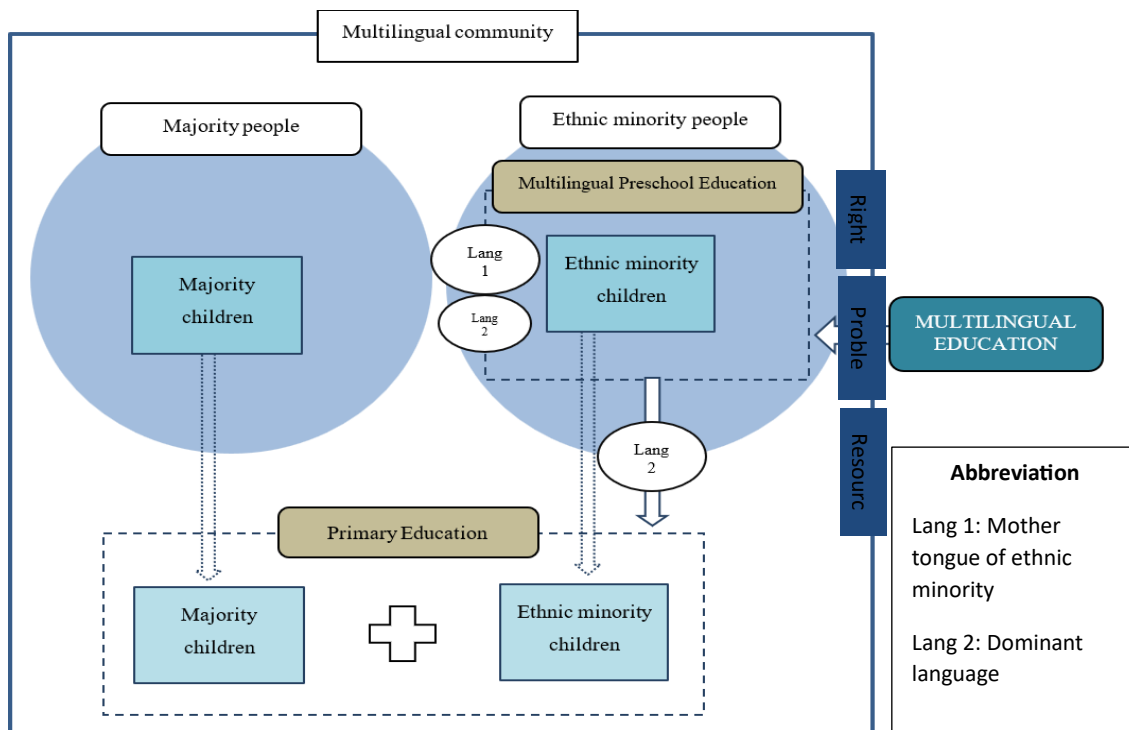 Multilingual community
Majority people
Ethnic minority people
Multilingual Preschool Education
Lang
1
Lang
2
Majority
children
Ethnic minority
children
Right
Proble
Resourc
MULTILINGUAL
EDUCATION
Lang
2
Primary Education
Majority
children
Ethnic minority
children
Abbreviation
Lang 1: Mother
tongue of ethnic
minority
Lang 2: Dominant
language